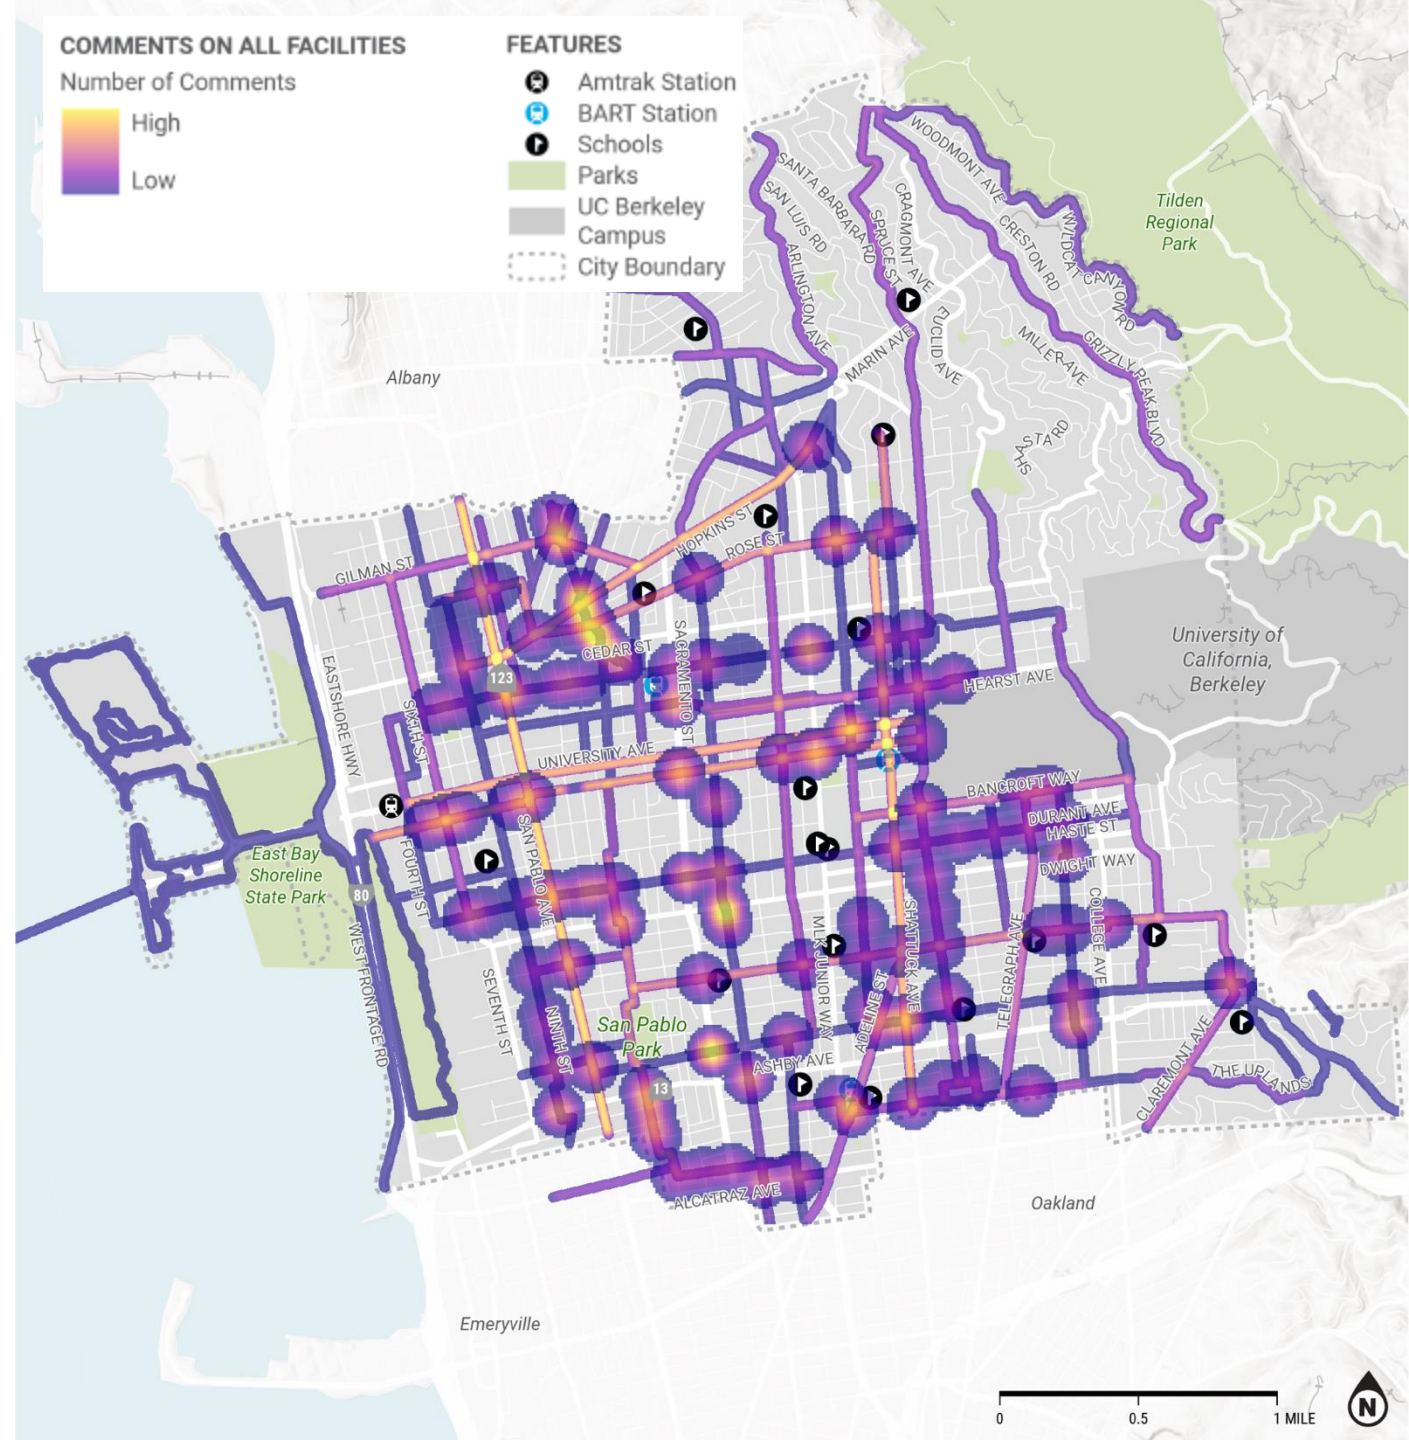 COMMENTS ON ALL FACILITIES
Number of Comments
High
Low
FEATURES
Amtrak Station
BART Station
Schools
Parks
UC Berkeley
Campus
City Boundary
WOODMONT AVE
SANTA BARBARA RD
SAN LUIS RD
CRAGMONT AVE
SPRUCE ST
CRESTON RD
WILDCAT CANYON RD
Tilden
Regional
Park
ARLINGTON AVE
EUCLID AVE
MARIN AVE
MILLER AVE
GRIZZLY PEAK BLVD
Albany
SHASTA RD
HOPKINS ST
ROSE ST
GILMAN ST
CEDAR ST
SACRAMENTO ST
123
University of
California,
Berkeley
EASTSHORE HWY
SIXTH ST
HEARST AVE
UNIVERSITY AVE
BANCROFT WAY
DURANT AVE
HASTE ST
DWIGHT WAY
East Bay
Shoreline
State Park
80
FOURTH ST
SAN PABLO AVE
COLLEGE AVE
SHATTUCK AVE
MLK JUNIOR WAY
TELEGRAPH AVE
ADELINE ST
WEST FRONTAGE RD
SEVENTH ST
NINTH ST
San Pablo
Park
ASHBY AVE
13
CLAREMONT AVE
THE UPLANDS
ALCATRAZ AVE
Oakland
Emeryville
0
0.5
1 MILE
N